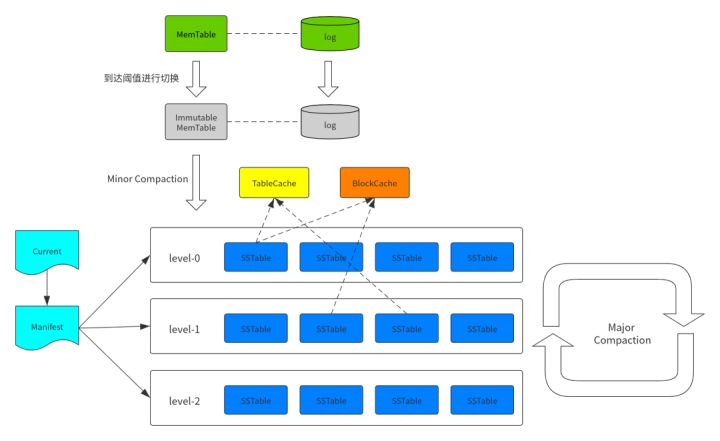 MemTable
log
到达阈值进行切换
Immutable
MemTable
log
Minor Compaction
TableCache
BlockCache
Current
level-0
SSTable
SSTable
SSTable
SSTable
Manifest
level-1
SSTable
SSTable
SSTable
SSTable
Major
Compaction
level-2
SSTable
SSTable
SSTable
SSTable